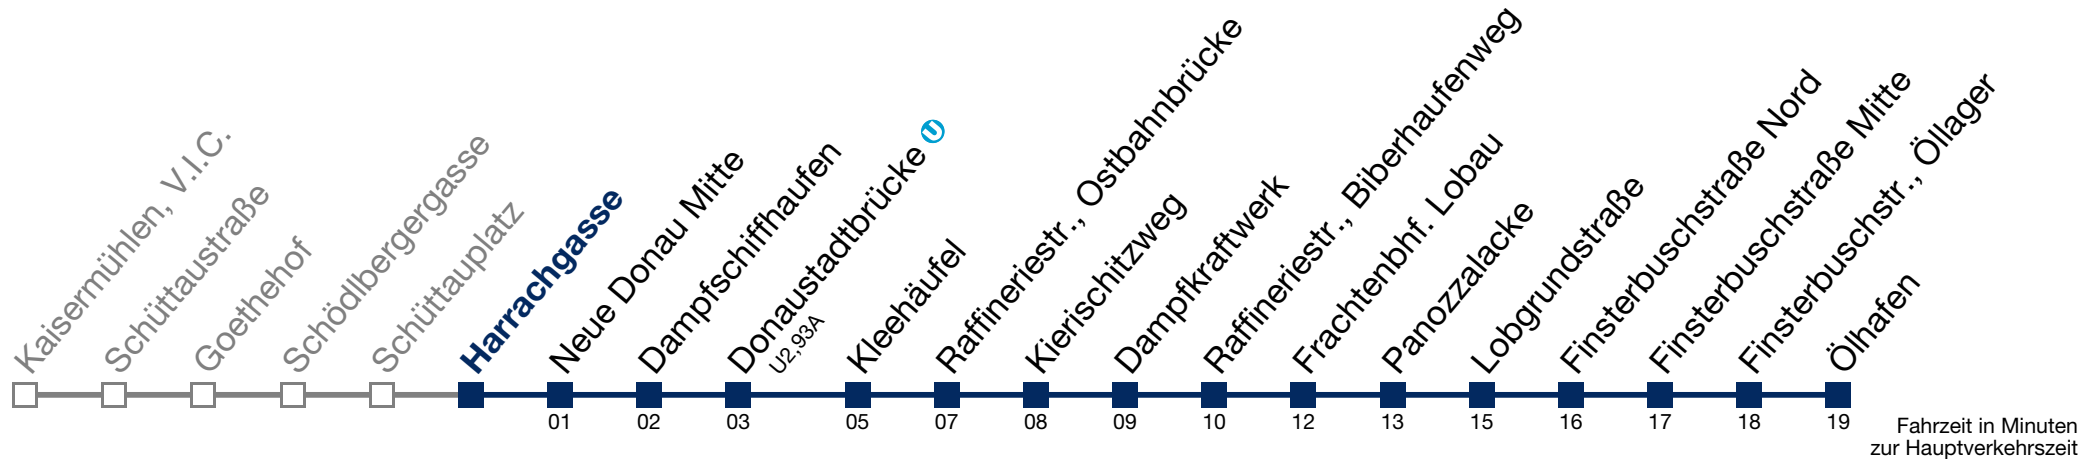 Kaisermühlen, V.I.C.
Schüttaustraße
Goethehof
Schödlbergergasse
Schüttauplatz
Harrachgasse
Neue Donau Mitte
Dampfschiffhaufen
Donaustadtbrücke U
U2,93A
Kleehäufel
Raffineriestr., Ostbahnbrücke
Kierischitzweg
Dampfkraftwerk
Raffineriestr., Biberhaufenweg
Frachtenbhf. Lobau
Panozzalacke
Lobgrundstraße
Finsterbuschstraße Nord
Finsterbuschstraße Mitte
Finsterbuschstr., Öllager
Ölhafen
01 02 03 05 07 08 09 10 12 13 15 16 17 18 19
Fahrzeit in Minuten
zur Hauptverkehrszeit